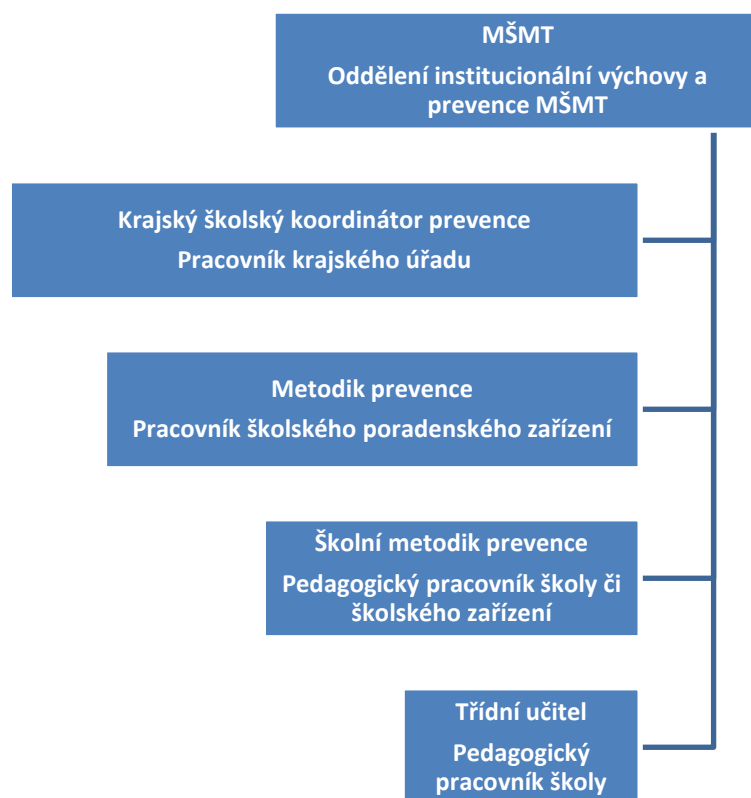 MŠMT
Oddělení institucionální výchovy a
prevence MŠMT
Krajský školský koordinátor prevence
Pracovník krajského úřadu
Metodik prevence
Pracovník školského poradenského zařízení
Školní metodik prevence
Pedagogický pracovník školy či
školského zařízení
Třídní učitel
Pedagogický
pracovník školy